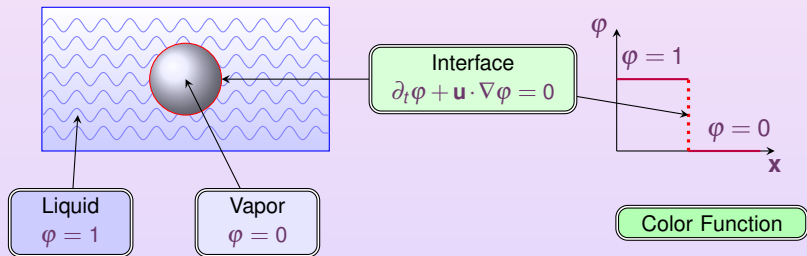 Interface
∂ₜφ + u · ∇φ = 0
φ
φ = 1
φ = 0
x
Liquid
φ = 1
Vapor
φ = 0
Color Function